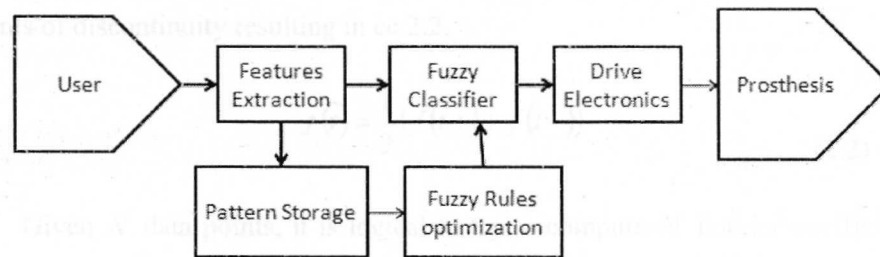 User
Features
Extraction
Fuzzy
Classifier
Drive
Electronics
Prosthesis
Pattern Storage
Fuzzy Rules
optimization